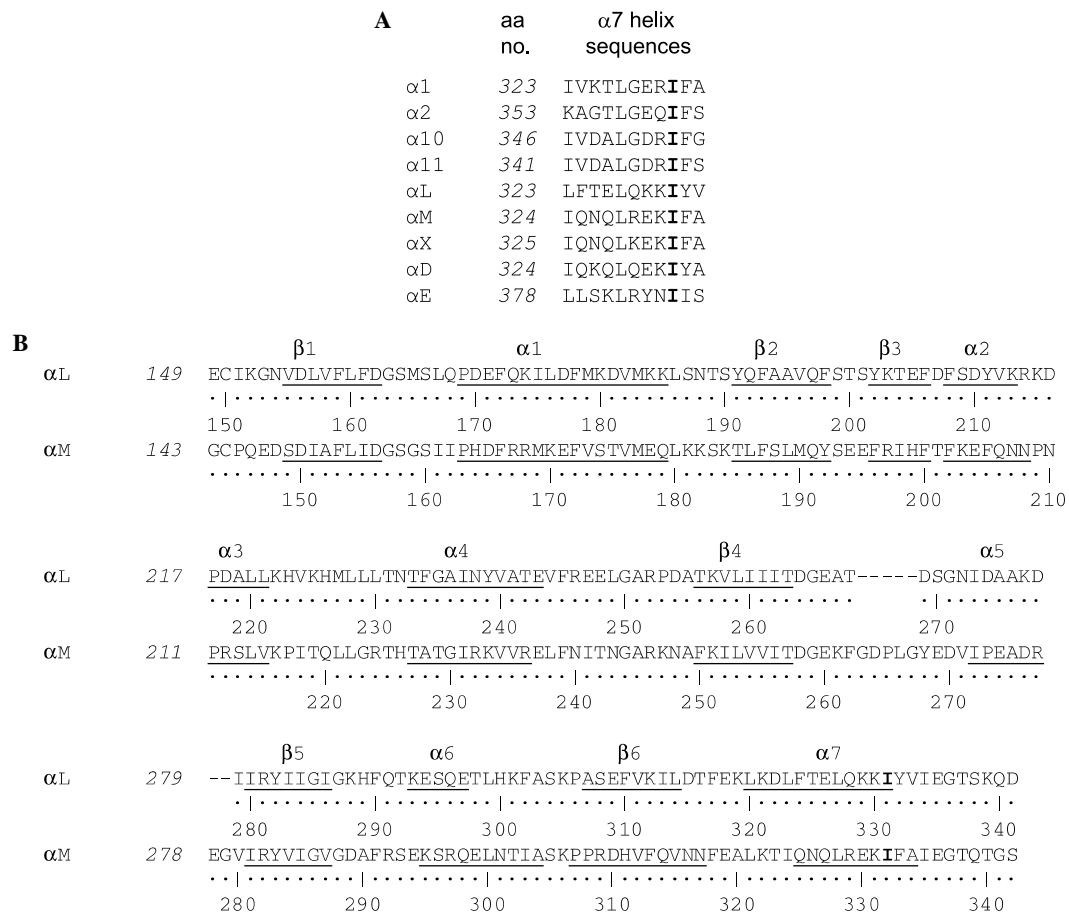 A aa α7 helix
no. sequences
α1 323 IVKTLGERIFA
α2 353 KAGTLGEQIFS
α10 346 IVDALGDRIFG
α11 341 IVDALGDRIFS
αL 323 LFTELQKKIYV
αM 324 IQNQLREKIFA
αX 325 IQNQLKEKIFA
αD 324 IQKQLQEKIYA
αE 378 LLSKLRYNIIS
B β1 α1 β2 β3 α2
αL 149 ECIKGNVDLVFLFDGSMSLQPDEFQKILDFMKDVMKKLSNTSYQFAAVQFSTSYKTEFDFSDYVKRKD
150 160 170 180 190 200 210
αM 143 GCPQEDSDIAFLIDGSGSIIPHDFRRMKEFVSTVMEQLKKSKTLFSLMQYSEEFRIHFTFKEFQNNPN
150 160 170 180 190 200 210
α3 α4 β4 α5
αL 217 PDALLKHVKHMLLLTNTFGAINYVATEVFREELGARPDATKVLIIITDGEAT-----DSGNIDAAKD
220 230 240 250 260 270
αM 211 PRSLVKPITQLLGRTHTATGIRKVVRELFNITNGARKNAFKILVVITDGEKFGDPLGYEDVIPEADR
220 230 240 250 260 270
β5 α6 β6 α7
αL 279 --IIRYIIGIGKHFQTKESQETLHKFASKPASEFVKILDTFEKLKDLFTELQKKIYVIEGTSKQD
280 290 300 310 320 330 340
αM 278 EGVIRYVIGVGDAFRSEKSRQELNTIASKPPRDHVFQVNNFEALKTIQNQLREKIFAIEGTQTGS
280 290 300 310 320 330 340